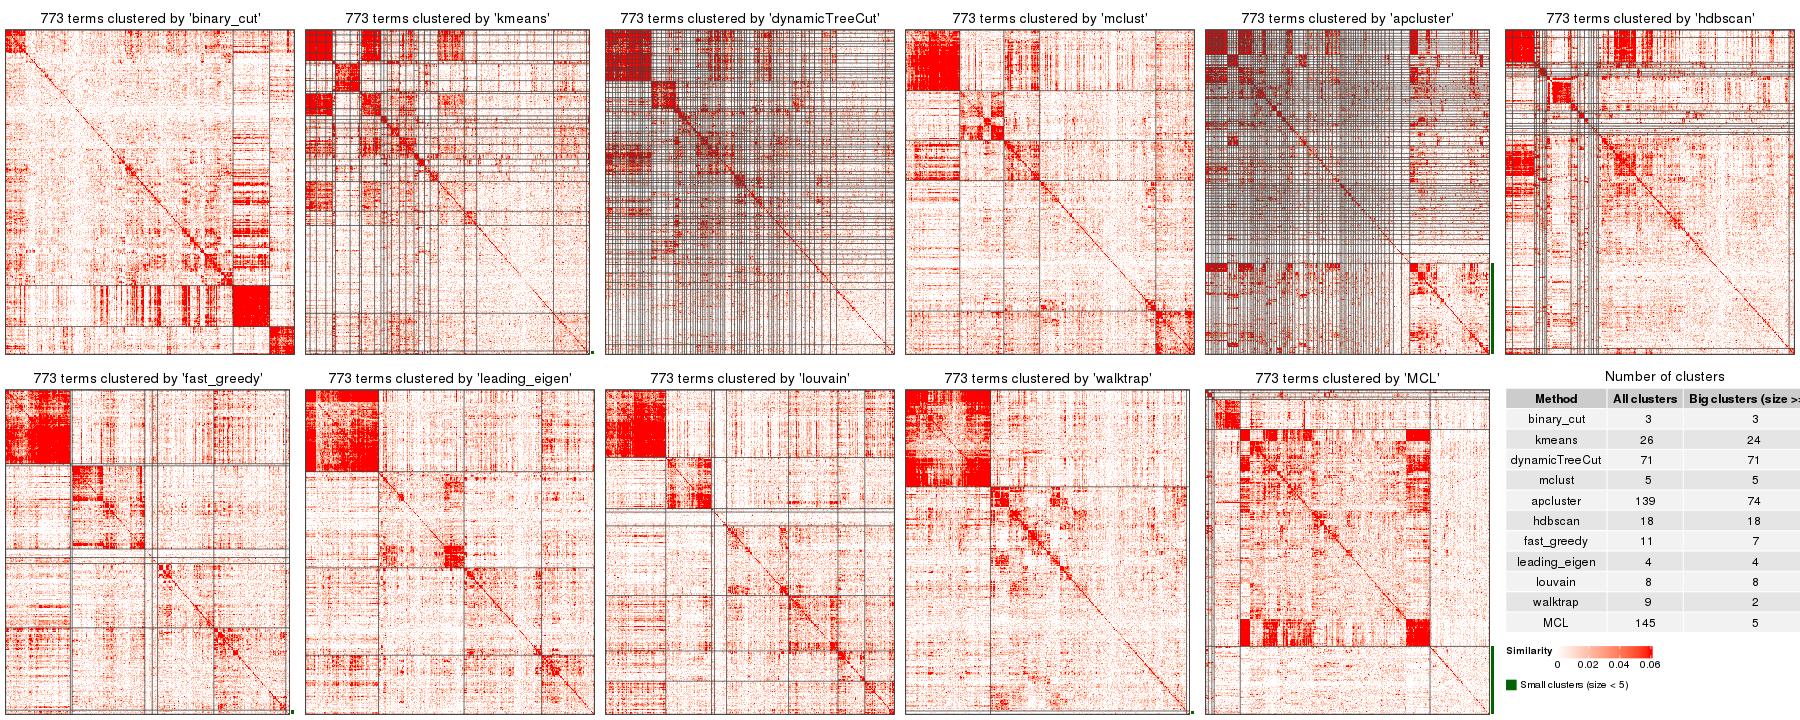 773 terms clustered by 'binary_cut'
773 terms clustered by 'kmeans'
773 terms clustered by 'dynamicTreeCut'
773 terms clustered by 'mclust'
773 terms clustered by 'apcluster'
773 terms clustered by 'hdbscan'
773 terms clustered by 'fast_greedy'
773 terms clustered by 'leading_eigen'
773 terms clustered by 'louvain'
773 terms clustered by 'walktrap'
773 terms clustered by 'MCL'
Number of clusters
Method All clusters Big clusters (size >
binary_cut 3 3
kmeans 26 24
dynamicTreeCut 71 71
mclust 5 5
apcluster 139 74
hdbscan 18 18
fast_greedy 11 7
leading_eigen 4 4
louvain 8 8
walktrap 9 2
MCL 145 5
Similarity
0 0.02 0.04 0.06
Small clusters (size < 5)